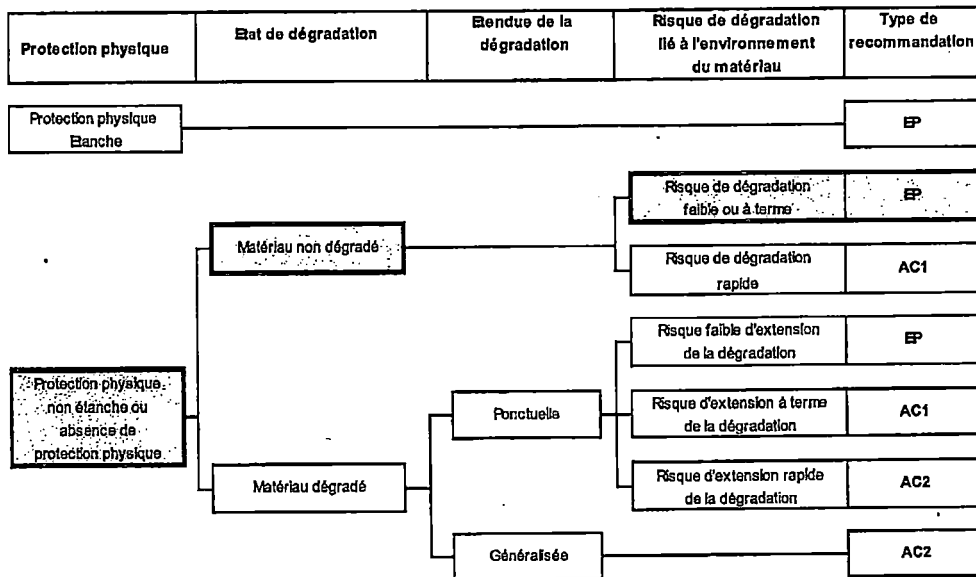 Protection physique
Etat de dégradation
Etendue de la
dégradation
Risque de dégradation
lié à l'environnement
du matériau
Type de
recommandation
Protection physique
Etanche
EP
Risque de dégradation
faible ou à terme
EP
Matériau non dégradé
Risque de dégradation
rapide
AC1
Risque faible d'extension
de la dégradation
EP
Protection physique
non étanche ou
absence de
protection physique
Ponctuelle
Risque d'extension à terme
de la dégradation
AC1
Matériau dégradé
Risque d'extension rapide
de la dégradation
AC2
Généralisée
AC2